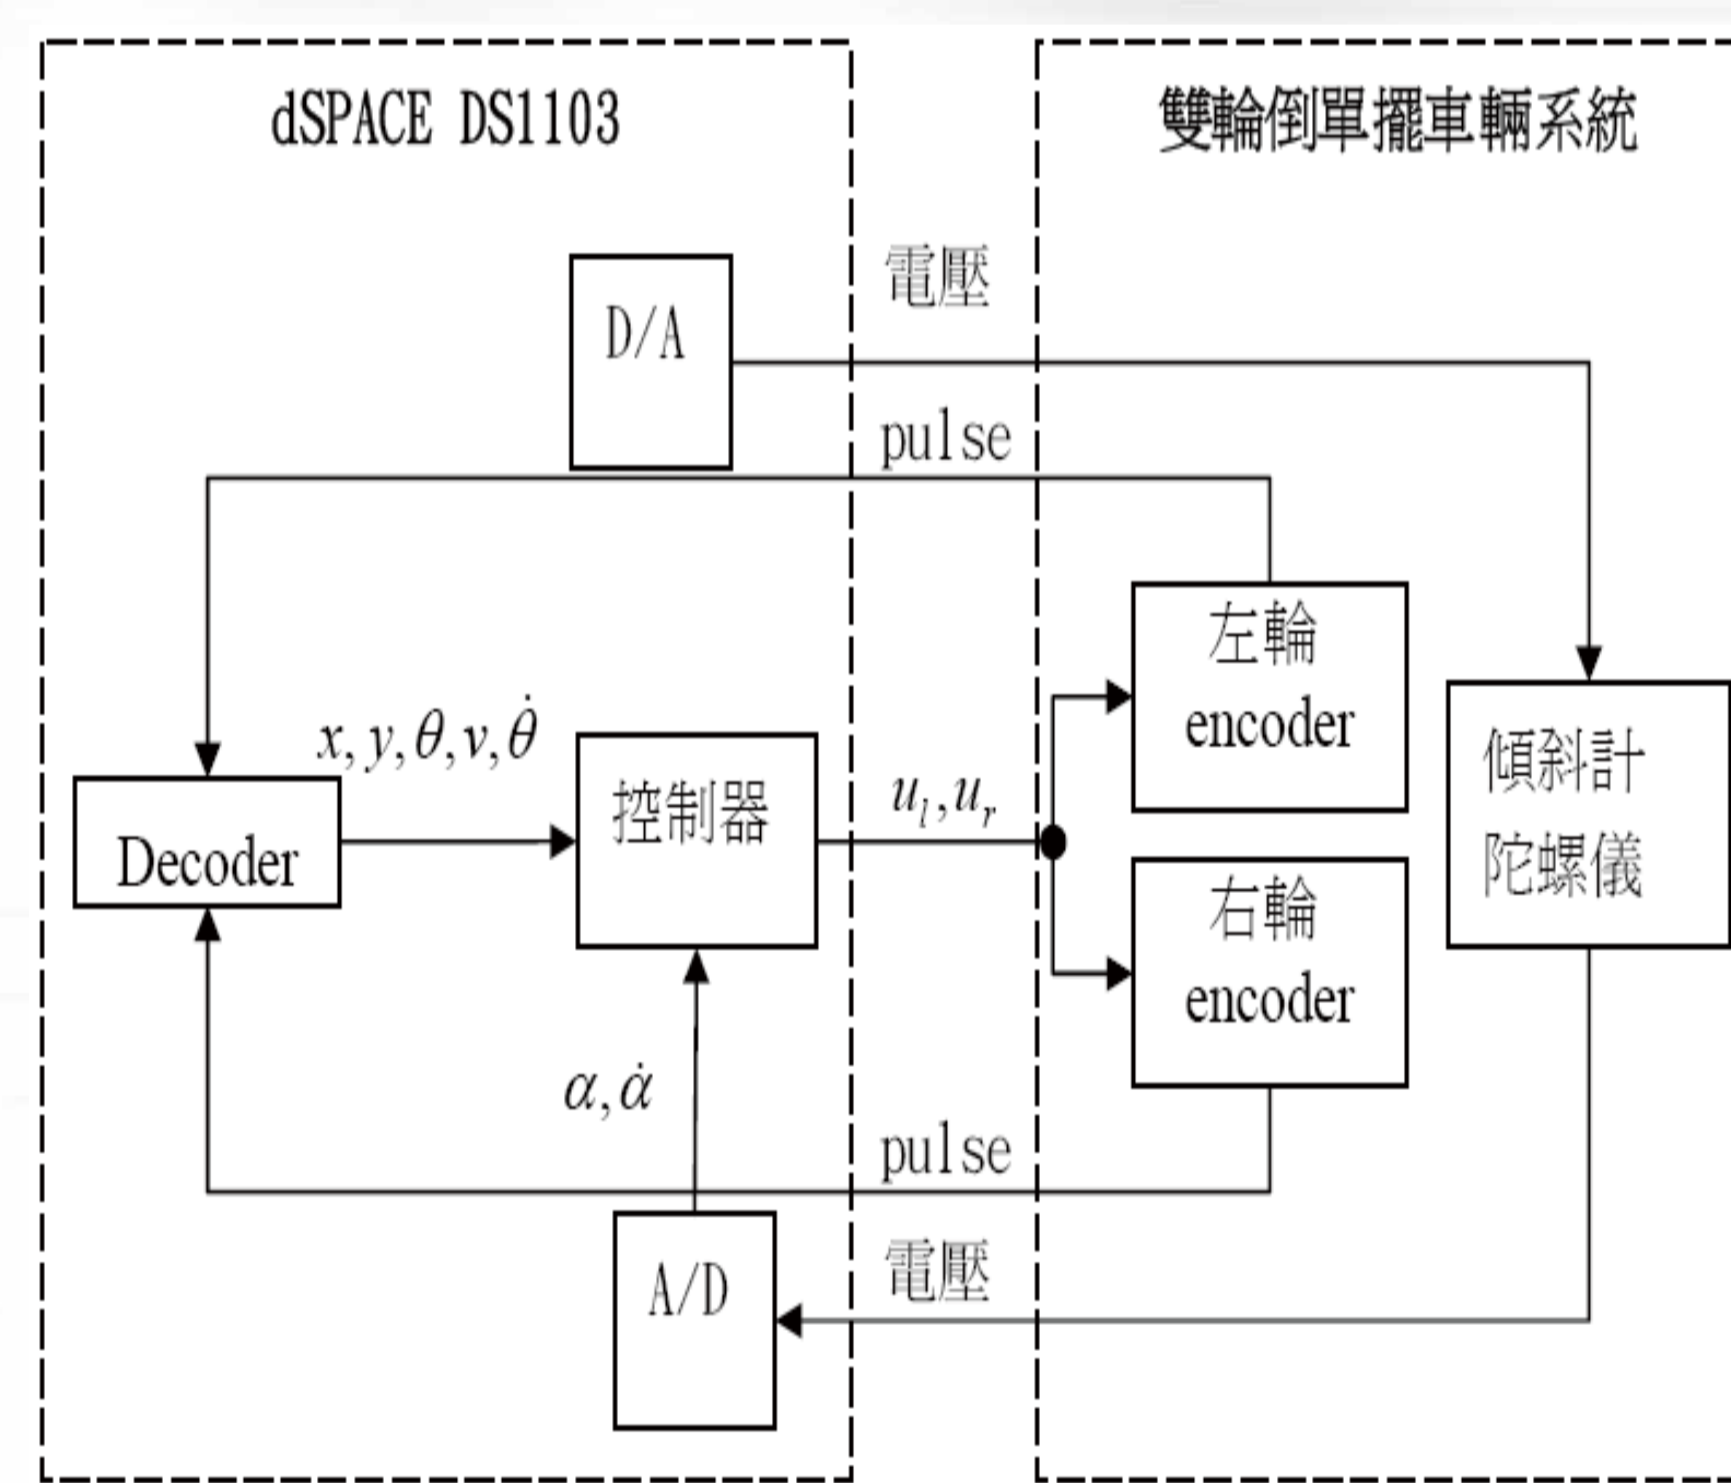 dSPACE DS1103
雙輪倒單擺車輛系統
D/A
電壓
pulse
左輪
encoder
x, y, θ, v, θ̇
Decoder
控制器
u_l, u_r
傾斜計
陀螺儀
右輪
encoder
α, α̇
pulse
A/D
電壓